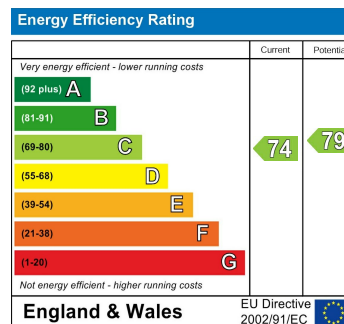 Energy Efficiency Rating
Current
Very energy efficient - lower running costs
(92 plus) A
(81-91) B
(69-80) C
(55-68) D
(39-54) E
(21-38) F
(1-20) G
74
79
Not energy efficient - higher running costs
England & Wales
EU Directive
2002/91/EC